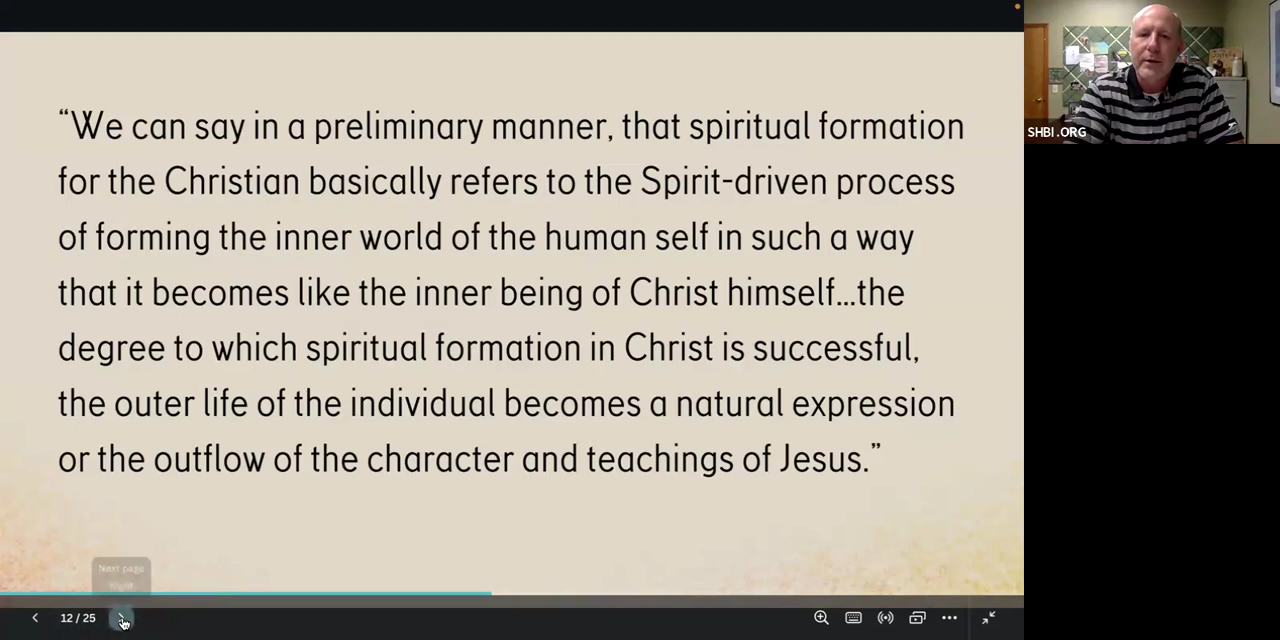 “We can say in a preliminary manner, that spiritual formation
for the Christian basically refers to the Spirit-driven process
of forming the inner world of the human self in such a way
that it becomes like the inner being of Christ himself...the
degree to which spiritual formation in Christ is successful,
the outer life of the individual becomes a natural expression
or the outflow of the character and teachings of Jesus.”
SHBI.ORG
Next page
12 / 25